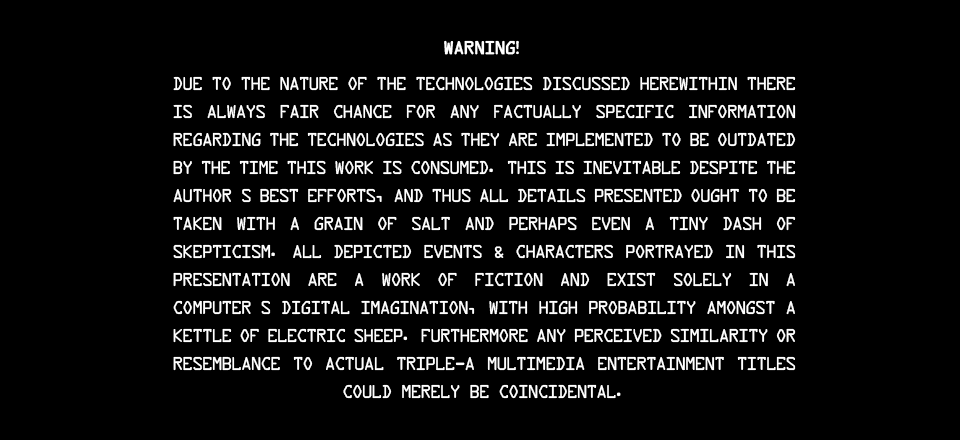 WARNING!
DUE TO THE NATURE OF THE TECHNOLOGIES DISCUSSED HEREWITHIN THERE
IS ALWAYS FAIR CHANCE FOR ANY FACTUALLY SPECIFIC INFORMATION
REGARDING THE TECHNOLOGIES AS THEY ARE IMPLEMENTED TO BE OUTDATED
BY THE TIME THIS WORK IS CONSUMED. THIS IS INEVITABLE DESPITE THE
AUTHOR S BEST EFFORTS, AND THUS ALL DETAILS PRESENTED OUGHT TO BE
TAKEN WITH A GRAIN OF SALT AND PERHAPS EVEN A TINY DASH OF
SKEPTICISM. ALL DEPICTED EVENTS & CHARACTERS PORTRAYED IN THIS
PRESENTATION ARE A WORK OF FICTION AND EXIST SOLELY IN A
COMPUTER S DIGITAL IMAGINATION, WITH HIGH PROBABILITY AMONGST A
KETTLE OF ELECTRIC SHEEP. FURTHERMORE ANY PERCEIVED SIMILARITY OR
RESEMBLANCE TO ACTUAL TRIPLE-A MULTIMEDIA ENTERTAINMENT TITLES
COULD MERELY BE COINCIDENTAL.